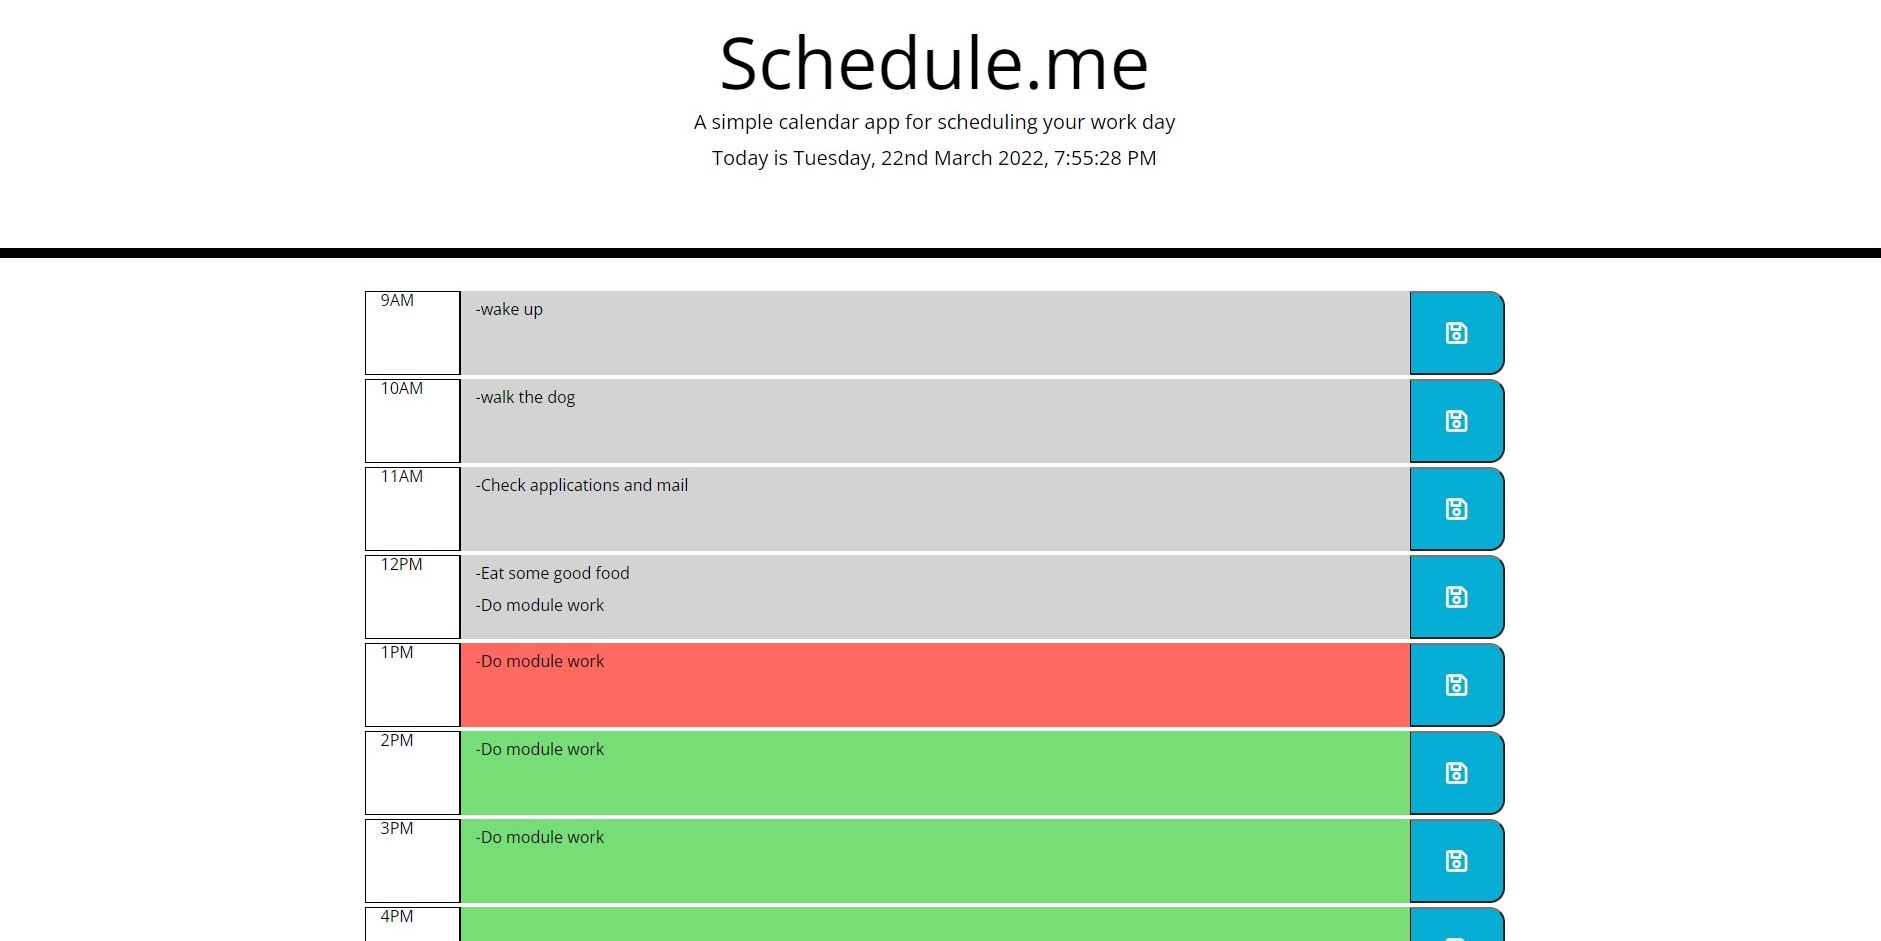 Schedule.me
A simple calendar app for scheduling your work day
Today is Tuesday, 22nd March 2022, 7:55:28 PM
9AM
-wake up
10AM
-walk the dog
11AM
-Check applications and mail
12PM
-Eat some good food
-Do module work
1PM
-Do module work
2PM
-Do module work
3PM
-Do module work
4PM